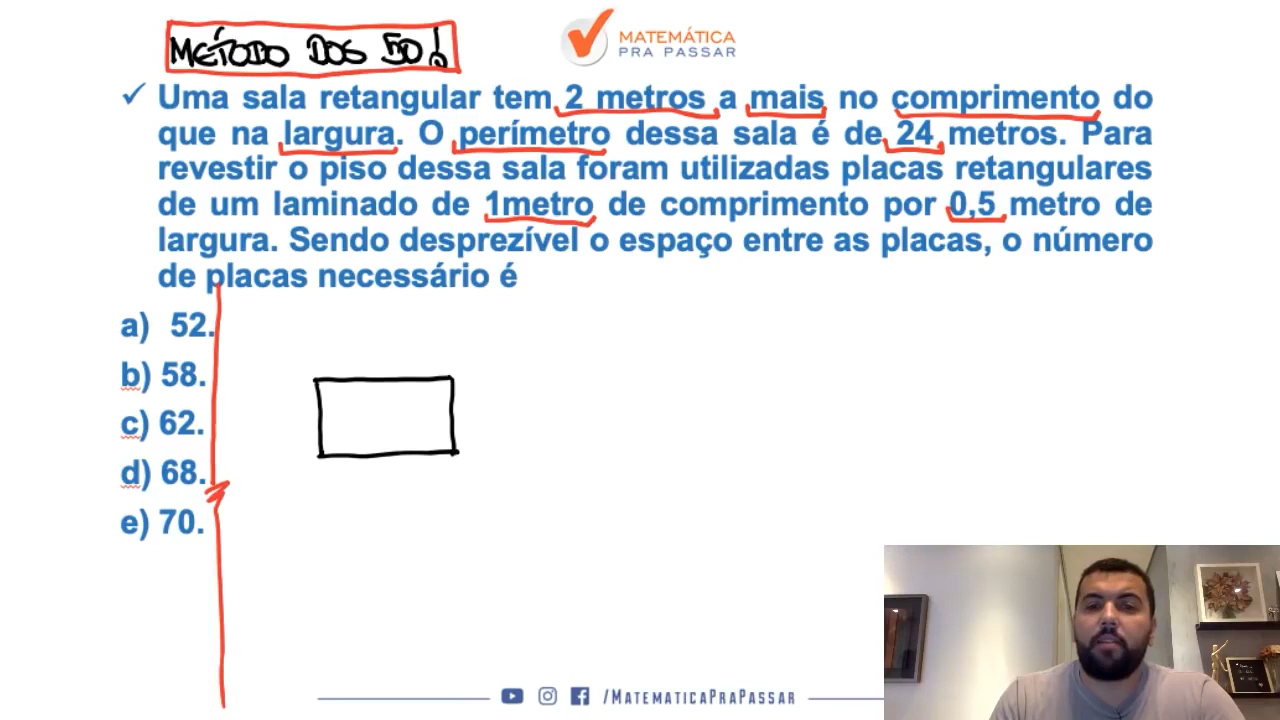 MÉTODO DOS 50!
MATEMÁTICA
PRA PASSAR
✓ Uma sala retangular tem 2 metros a mais no comprimento do
que na largura. O perímetro dessa sala é de 24 metros. Para
revestir o piso dessa sala foram utilizadas placas retangulares
de um laminado de 1metro de comprimento por 0,5 metro de
largura. Sendo desprezível o espaço entre as placas, o número
de placas necessário é
a) 52.
b) 58.
c) 62.
d) 68.
e) 70.
/MATEMATICAPRAPASSAR